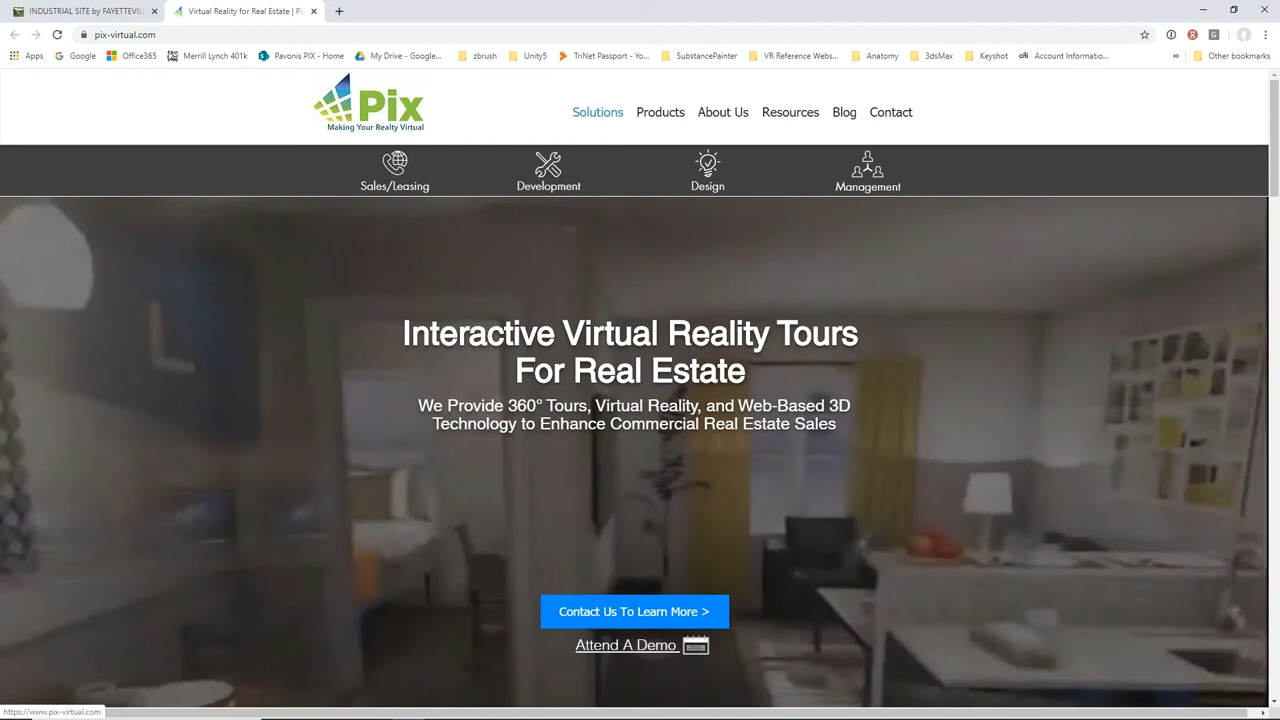 INDUSTRIAL SITE by FAYETTEVIL
Virtual Reality for Real Estate | Pi
pix-virtual.com
Apps
Google
Office365
Merrill Lynch 401k
Pavonis PIX - Home
My Drive - Google...
zbrush
Unity5
TriNet Passport - Yo...
SubstancePainter
VR Reference Web...
Anatomy
3dsMax
Keyshot
Account Informatio...
»
Other bookmarks
Pix
Making Your Realty Virtual
Solutions
Products
About Us
Resources
Blog
Contact
Sales/Leasing
Development
Design
Management
Interactive Virtual Reality Tours
For Real Estate
We Provide 360° Tours, Virtual Reality, and Web-Based 3D
Technology to Enhance Commercial Real Estate Sales
Contact Us To Learn More >
Attend A Demo
https://www.pix-virtual.com